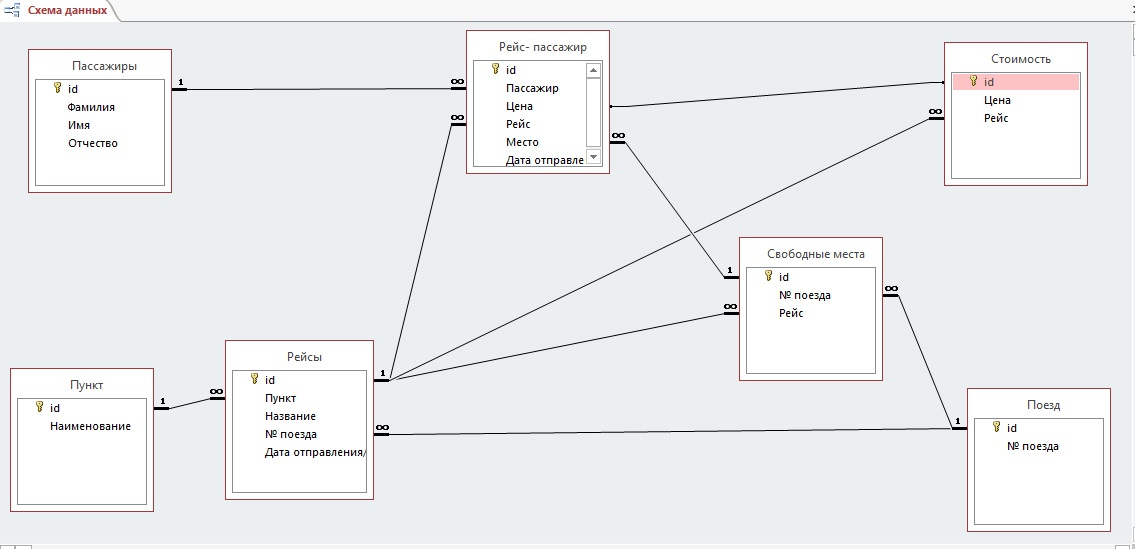 Схема данных
Пассажиры
id
Фамилия
Имя
Отчество
1
∞
∞
Рейс- пассажир
id
Пассажир
Цена
Рейс
Место
Дата отправле
∞
Стоимость
id
Цена
Рейс
∞
Свободные места
id
№ поезда
Рейс
1
∞
∞
Рейсы
id
Пункт
Название
№ поезда
Дата отправления/
1
∞
∞
Пункт
id
Наименование
1
Поезд
id
№ поезда
1